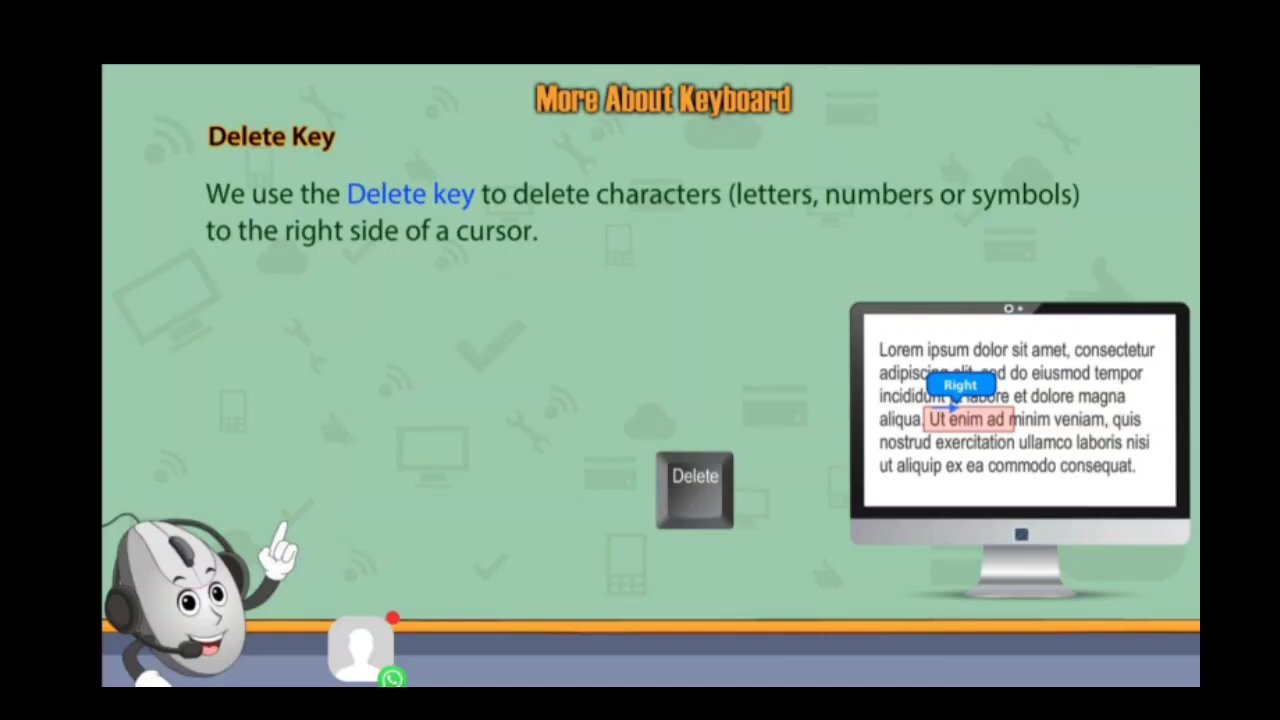 More About Keyboard
Delete Key
We use the Delete key to delete characters (letters, numbers or symbols)
to the right side of a cursor.
Lorem ipsum dolor sit amet, consectetur
adipiscing elit, sed do eiusmod tempor
Right
incididunt labore et dolore magna
aliqua. Ut enim ad minim veniam, quis
nostrud exercitation ullamco laboris nisi
ut aliquip ex ea commodo consequat.
Delete